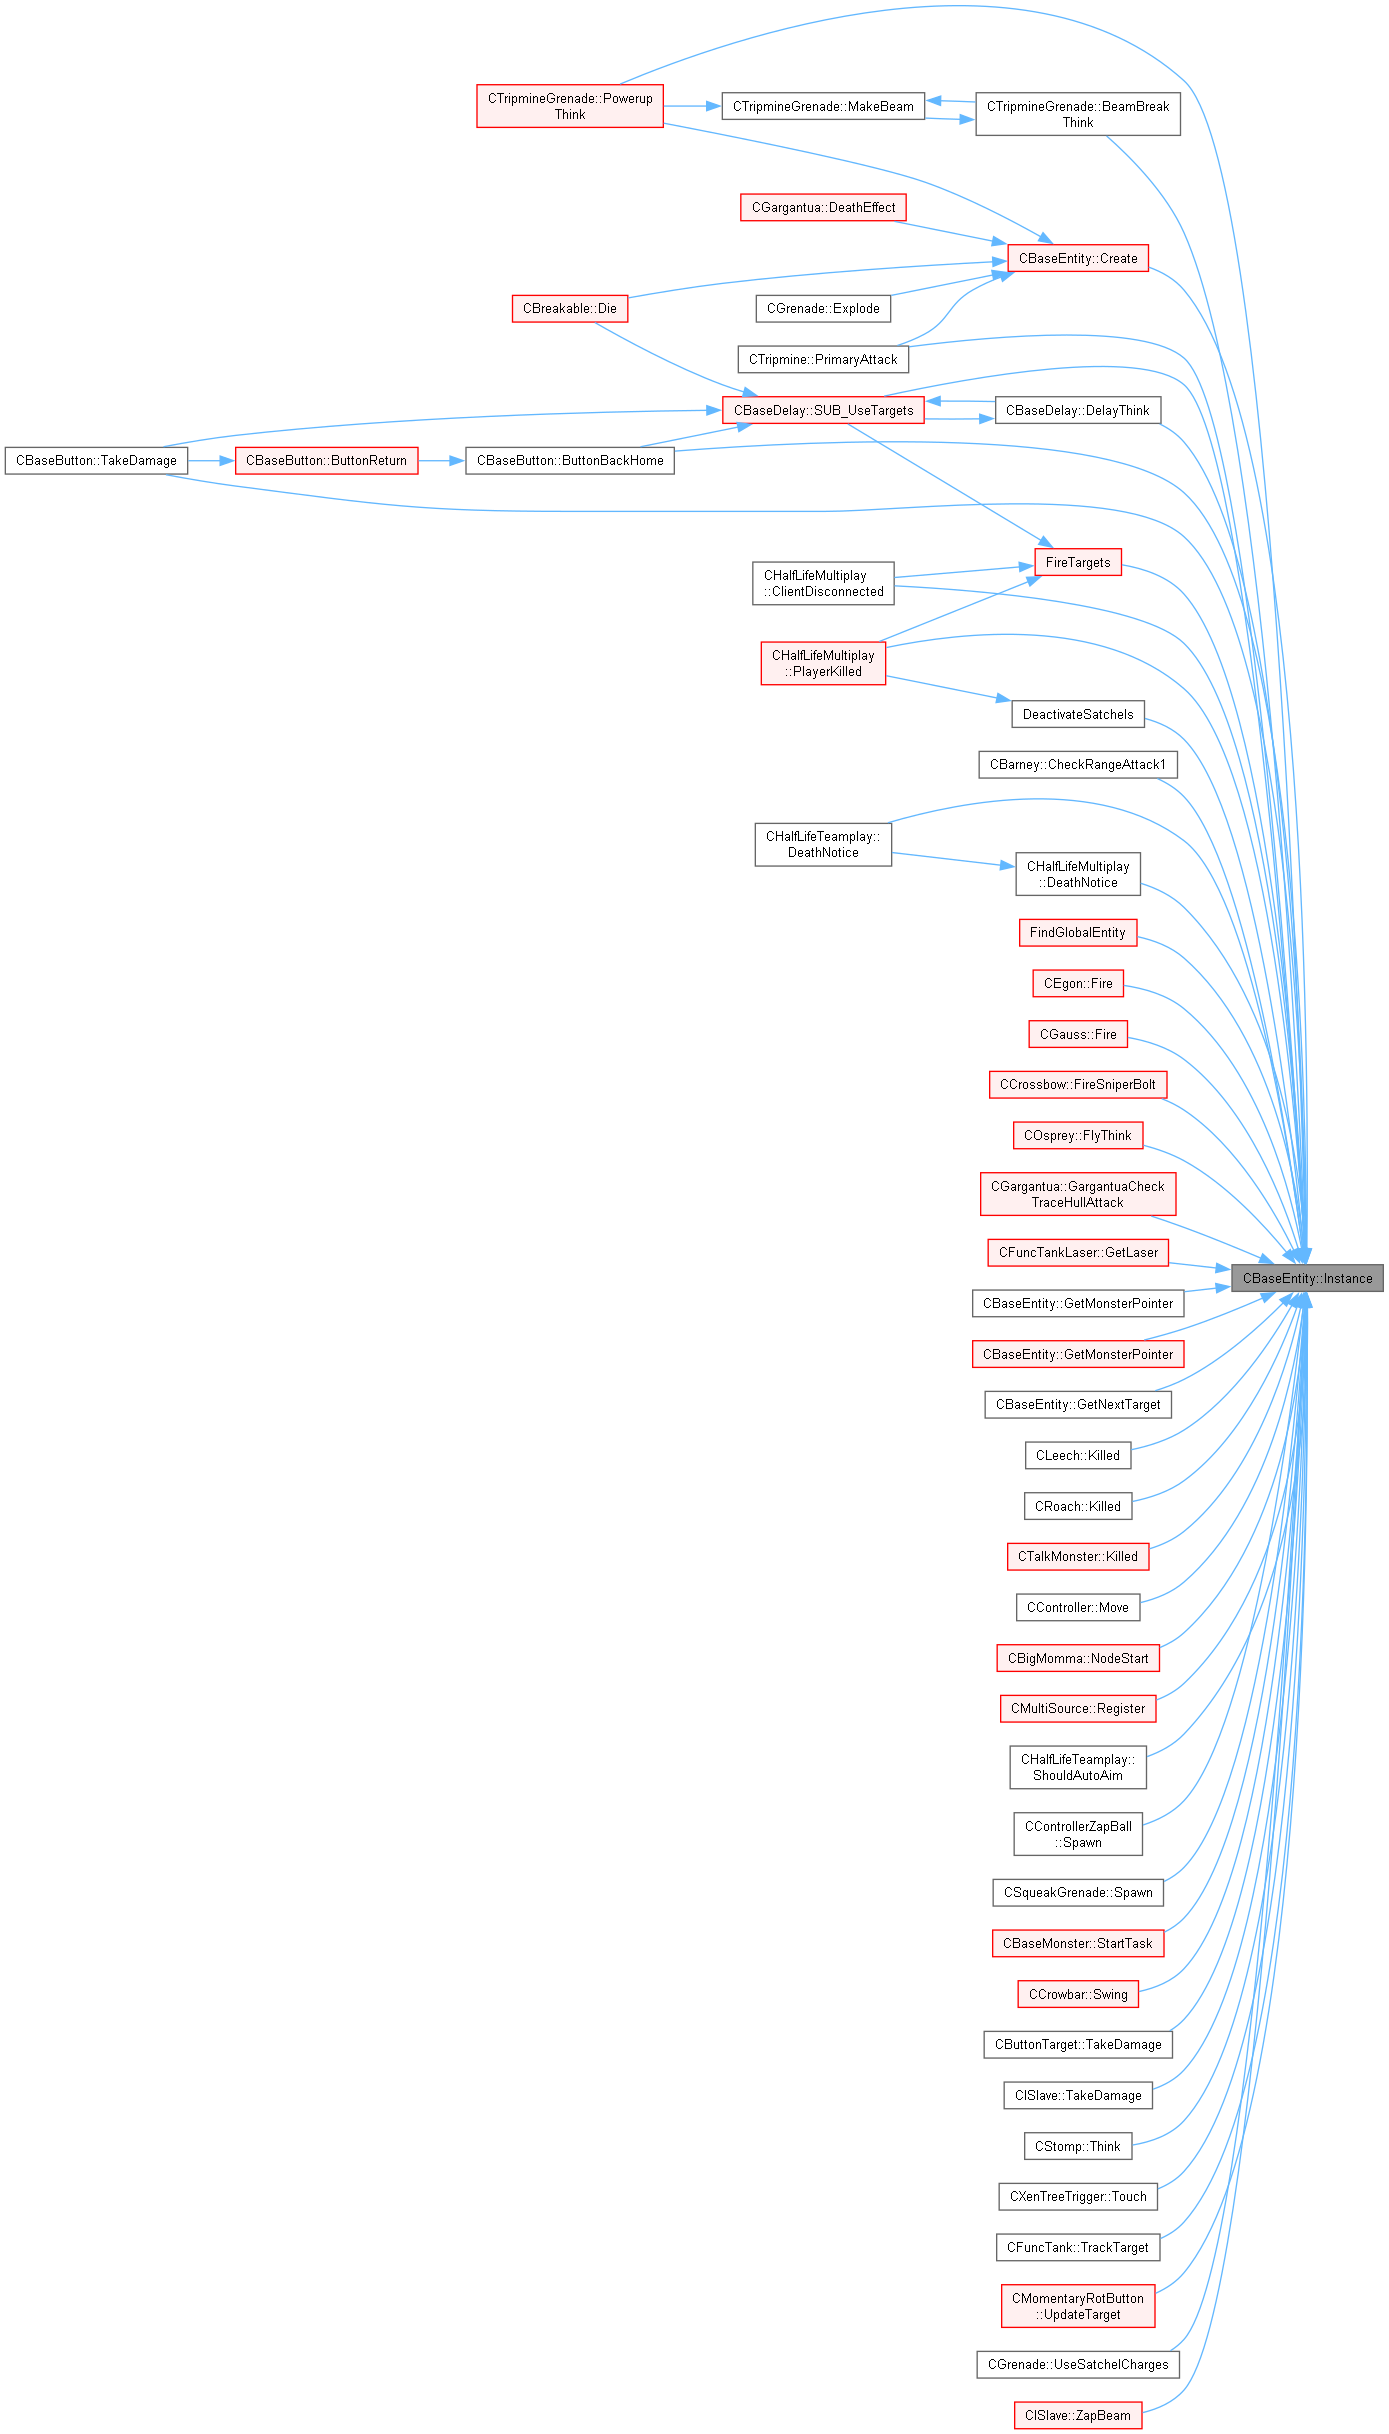 CTripmineGrenade::Powerup
Think
CTripmineGrenade::MakeBeam
CTripmineGrenade::BeamBreak
Think
CGargantua::DeathEffect
CBaseEntity::Create
CBreakable::Die
CGrenade::Explode
CTripmine::PrimaryAttack
CBaseDelay::SUB_UseTargets
CBaseDelay::DelayThink
CBaseButton::TakeDamage
CBaseButton::ButtonReturn
CBaseButton::ButtonBackHome
FireTargets
CHalfLifeMultiplay
::ClientDisconnected
CHalfLifeMultiplay
::PlayerKilled
DeactivateSatchels
CBarney::CheckRangeAttack1
CHalfLifeTeamplay::
DeathNotice
CHalfLifeMultiplay
::DeathNotice
FindGlobalEntity
CEgon::Fire
CGauss::Fire
CCrossbow::FireSniperBolt
COsprey::FlyThink
CGargantua::GargantuaCheck
TraceHullAttack
CFuncTankLaser::GetLaser
CBaseEntity::Instance
CBaseEntity::GetMonsterPointer
CBaseEntity::GetMonsterPointer
CBaseEntity::GetNextTarget
CLeech::Killed
CRoach::Killed
CTalkMonster::Killed
CController::Move
CBigMomma::NodeStart
CMultiSource::Register
CHalfLifeTeamplay::
ShouldAutoAim
CControllerZapBall
::Spawn
CSqueakGrenade::Spawn
CBaseMonster::StartTask
CCrowbar::Swing
CButtonTarget::TakeDamage
CISlave::TakeDamage
CStomp::Think
CXenTreeTrigger::Touch
CFuncTank::TrackTarget
CMomentaryRotButton
::UpdateTarget
CGrenade::UseSatchelCharges
CISlave::ZapBeam